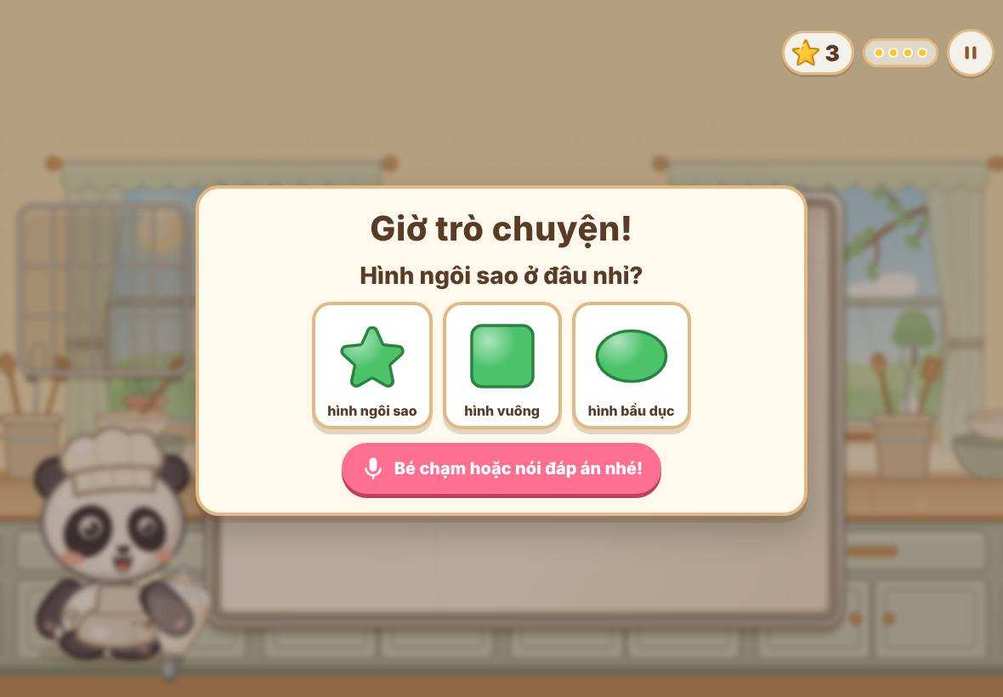 3
Giờ trò chuyện!
Hình ngôi sao ở đâu nhỉ?
hình ngôi sao
hình vuông
hình bầu dục
Bé chạm hoặc nói đáp án nhé!